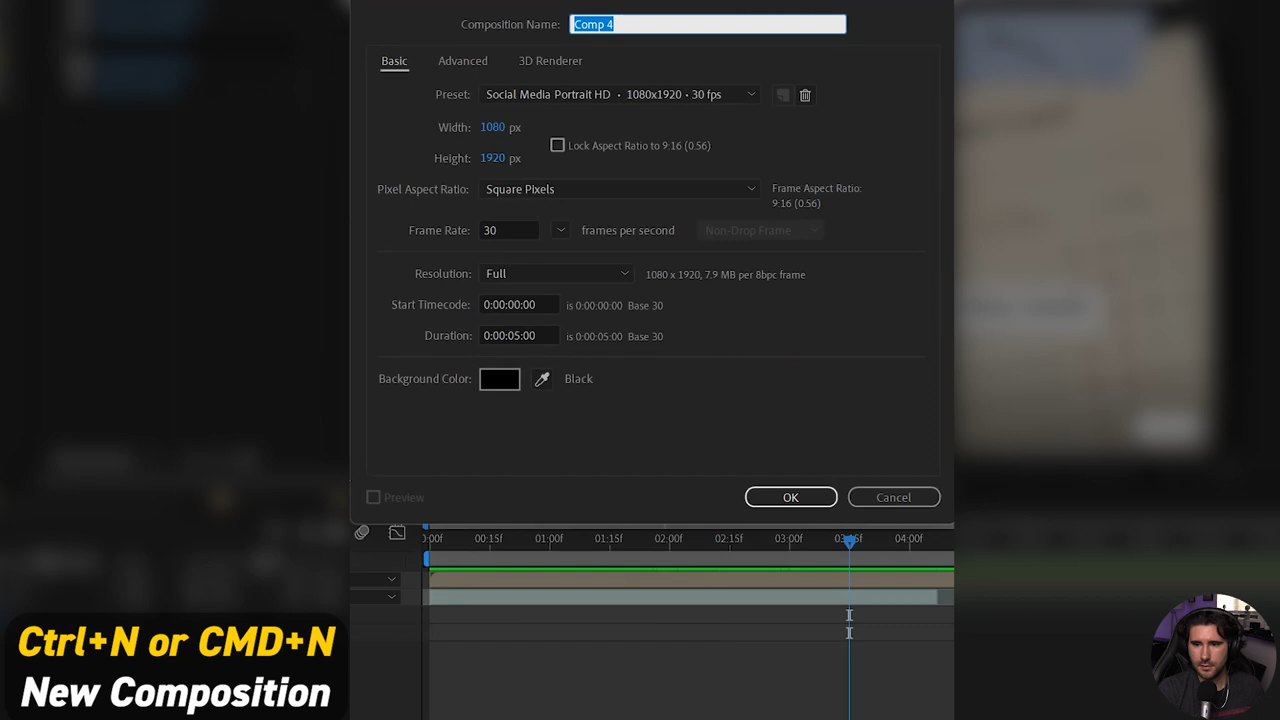 Composition Name: Comp 4
Basic Advanced 3D Renderer
Preset: Social Media Portrait HD • 1080x1920 • 30 fps
Width: 1080 px
Lock Aspect Ratio to 9:16 (0.56)
Height: 1920 px
Pixel Aspect Ratio: Square Pixels
Frame Aspect Ratio:
9:16 (0.56)
Frame Rate: 30 frames per second Non-Drop Frame
Resolution: Full 1080 x 1920, 7.9 MB per 8bpc frame
Start Timecode: 0:00:00:00 is 0:00:00:00 Base 30
Duration: 0:00:05:00 is 0:00:05:00 Base 30
Background Color: Black
Preview OK Cancel
00:15f 01:00f 01:15f 02:00f 02:15f 03:00f 04:00f
Ctrl+N or CMD+N
New Composition